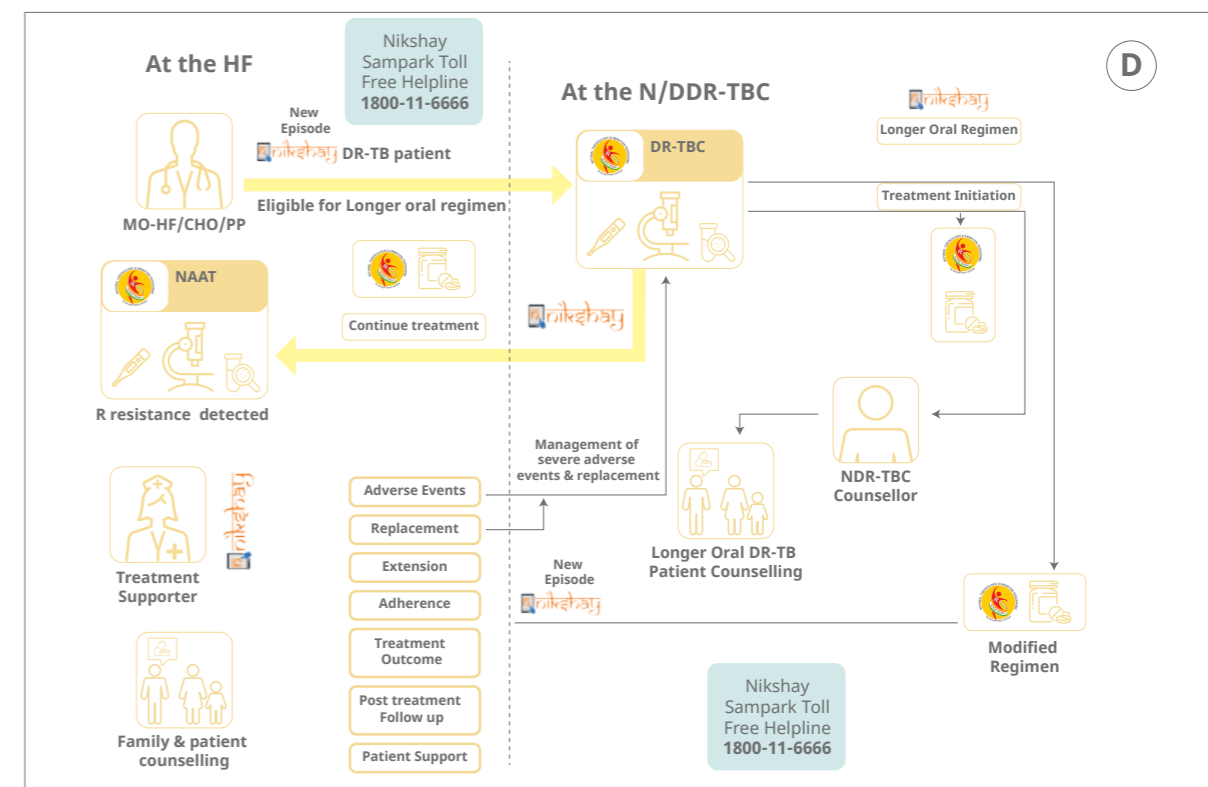 D
At the HF
Nikshay
Sampark Toll
Free Helpline
1800-11-6666
New
Episode
nikshay DR-TB patient
Eligible for Longer oral regimen
MO-HF/CHO/PP
NAAT
R resistance detected
Continue treatment
nikshay
Treatment
Supporter
nikshay
Family & patient
counselling
Adverse Events
Replacement
Extension
Adherence
Treatment
Outcome
Post treatment
Follow up
Patient Support
At the N/DDR-TBC
DR-TBC
nikshay
Longer Oral Regimen
Treatment Initiation
Management of
severe adverse
events & replacement
NDR-TBC
Counsellor
Longer Oral DR-TB
Patient Counselling
New
Episode
nikshay
Modified
Regimen
Nikshay
Sampark Toll
Free Helpline
1800-11-6666